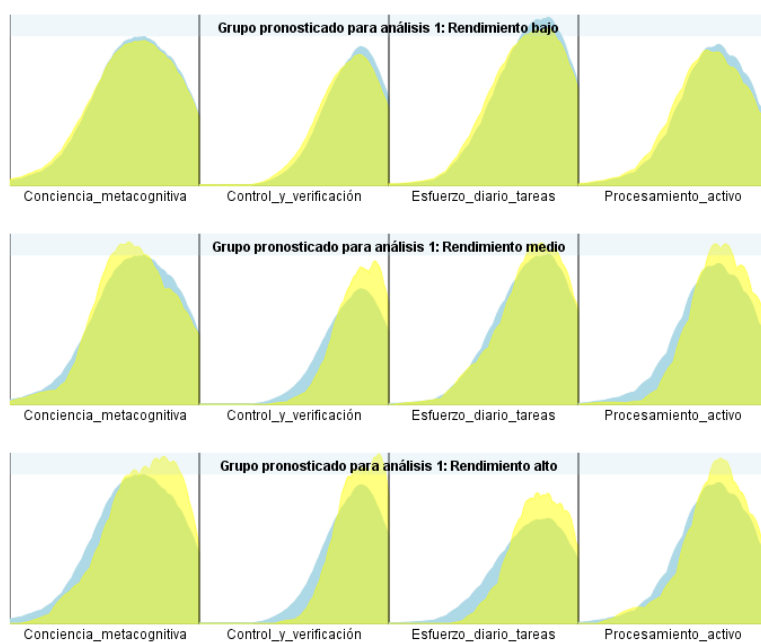 Grupo pronosticado para análisis 1: Rendimiento bajo
Conciencia_metacognitiva Control_y_verificación Esfuerzo_diario_tareas Procesamiento_activo
Grupo pronosticado para análisis 1: Rendimiento medio
Conciencia_metacognitiva Control_y_verificación Esfuerzo_diario_tareas Procesamiento_activo
Grupo pronosticado para análisis 1: Rendimiento alto
Conciencia_metacognitiva Control_y_verificación Esfuerzo_diario_tareas Procesamiento_activo